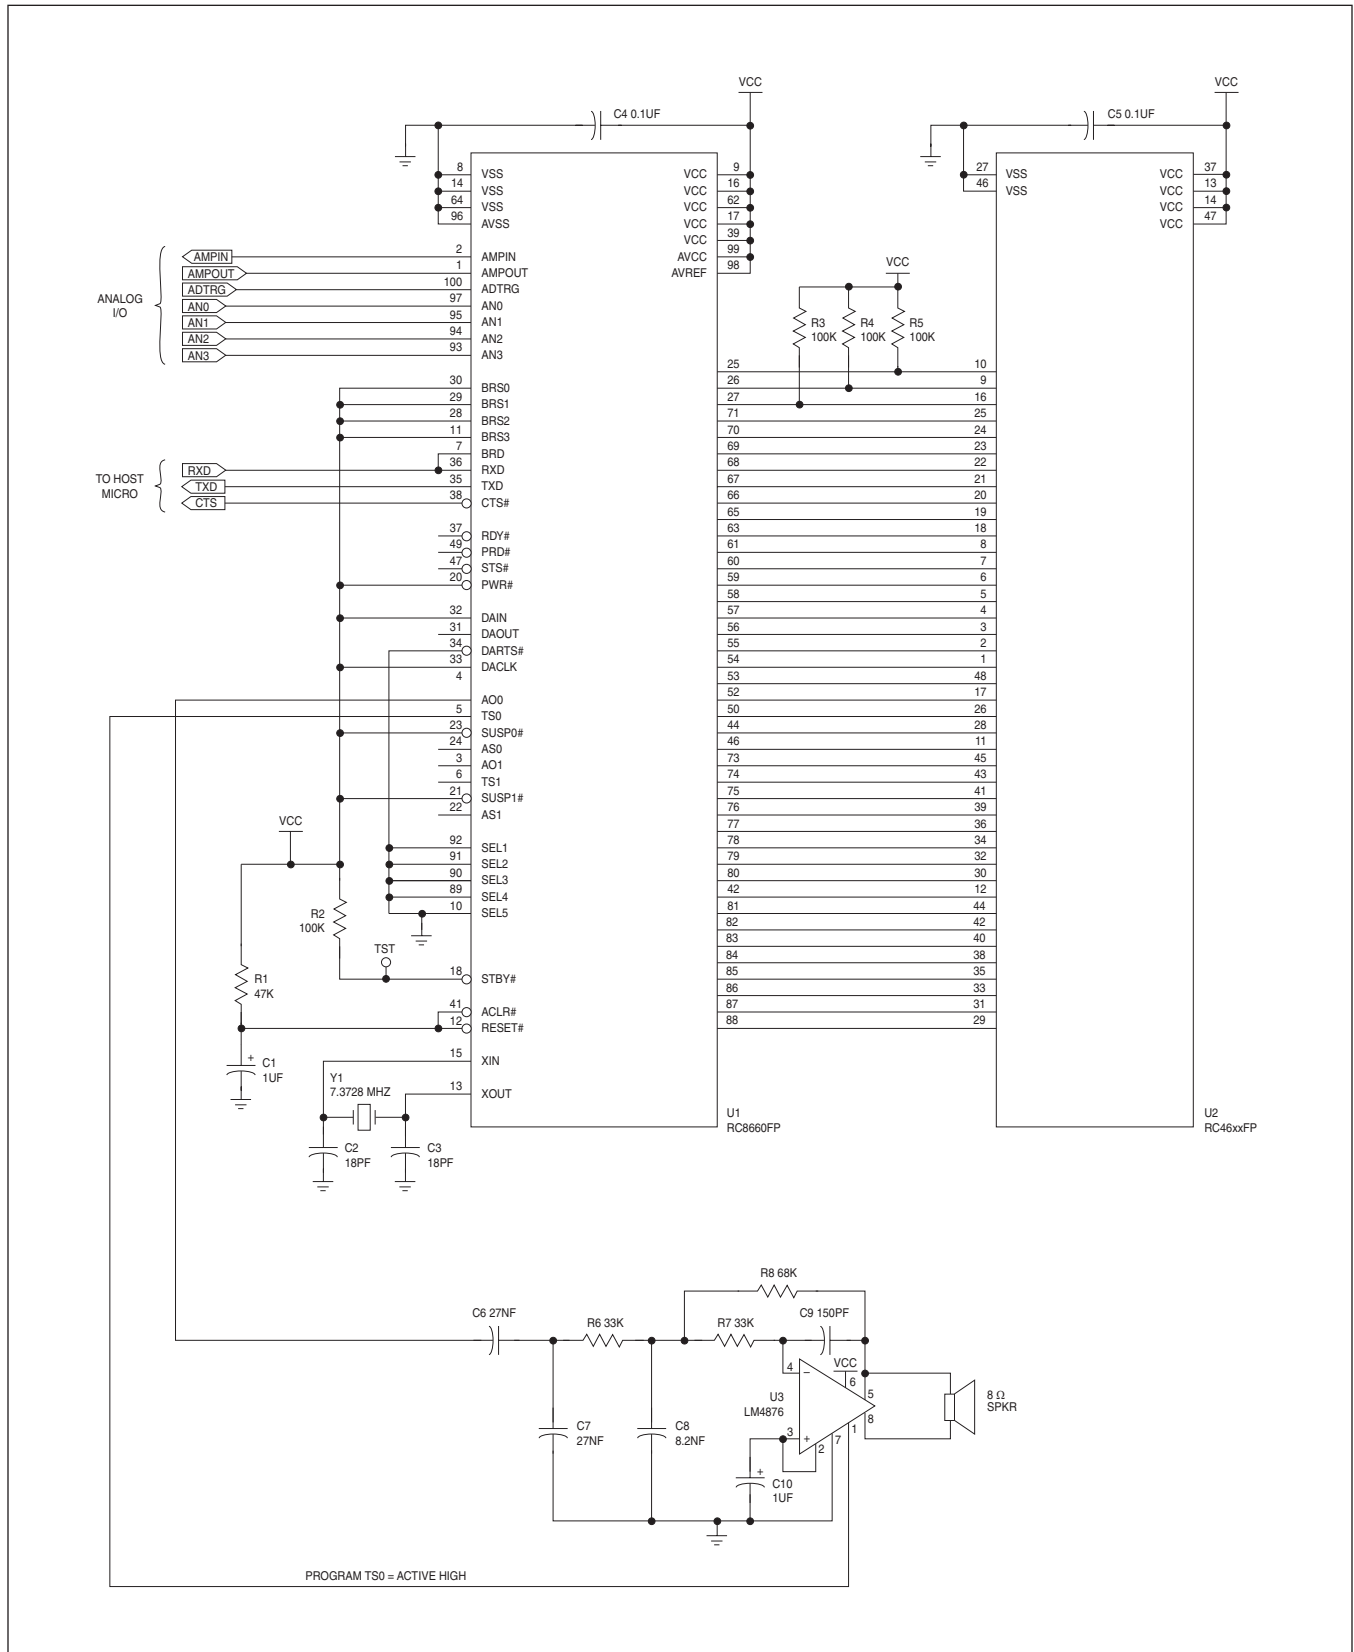 VCC
VCC
C4 0.1UF
C5 0.1UF
8 VSS
14 VSS
64 VSS
96 AVSS
VCC 9
VCC 16
VCC 62
VCC 17
VCC 39
AVCC 99
AVREF 98
27 VSS
46 VSS
VCC 37
VCC 13
VCC 14
VCC 47
ANALOG
I/O
AMPIN 2 AMPIN
AMPOUT 1 AMPOUT
ADTRG 100 ADTRG
AN0 97 AN0
AN1 95 AN1
AN2 94 AN2
AN3 93 AN3
VCC
R3
100K
R4
100K
R5
100K
30 BRS0
29 BRS1
28 BRS2
11 BRS3
7 BRD
TO HOST
MICRO
RXD 36 RXD
TXD 35 TXD
CTS 38 CTS#
37 RDY#
49 PRD#
47 STS#
20 PWR#
32 DAIN
31 DAOUT
34 DARTS#
33 DACLK
4 AO0
5 TS0
23 SUSP0#
24 AS0
3 AO1
6 TS1
21 SUSP1#
22 AS1
92 SEL1
91 SEL2
90 SEL3
89 SEL4
10 SEL5
18 STBY#
41 ACLR#
12 RESET#
15 XIN
13 XOUT
25 10
26 9
27 16
71 25
70 24
69 23
68 22
67 21
66 20
65 19
63 18
61 8
60 7
59 6
58 5
57 4
56 3
55 2
54 1
53 48
52 17
50 26
44 28
46 11
73 45
74 43
75 41
76 39
77 36
78 34
79 32
80 30
42 12
81 44
82 42
83 40
84 38
85 35
86 33
87 31
88 29
VCC
R2
100K
TST
R1
47K
+ C1
1UF
Y1
7.3728 MHZ
C2
18PF
C3
18PF
U1
RC8660FP
U2
RC46xxFP
R8 68K
C6 27NF
R6 33K
R7 33K
C9 150PF
VCC
4 − 6
5
8
1
7
2
3 +
U3
LM4876
8 Ω
SPKR
C7
27NF
C8
8.2NF
+
C10
1UF
PROGRAM TS0 = ACTIVE HIGH